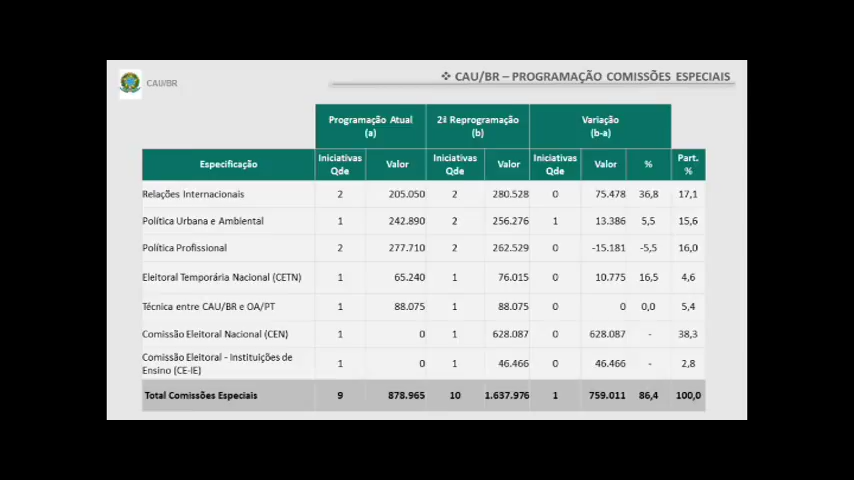 CAU/BR
❖ CAU/BR – PROGRAMAÇÃO COMISSÕES ESPECIAIS
Programação Atual (a) 2ª Reprogramação (b) Variação (b-a)
Especificação Iniciativas Qde Valor Iniciativas Qde Valor Iniciativas Qde Valor % Part. %
Relações Internacionais 2 205.050 2 280.528 0 75.478 36,8 17,1
Política Urbana e Ambiental 1 242.890 2 256.276 1 13.386 5,5 15,6
Política Profissional 2 277.710 2 262.529 0 -15.181 -5,5 16,0
Eleitoral Temporária Nacional (CETN) 1 65.240 1 76.015 0 10.775 16,5 4,6
Técnica entre CAU/BR e OA/PT 1 88.075 1 88.075 0 0 0,0 5,4
Comissão Eleitoral Nacional (CEN) 1 0 1 628.087 0 628.087 - 38,3
Comissão Eleitoral - Instituições de Ensino (CE-IE) 1 0 1 46.466 0 46.466 - 2,8
Total Comissões Especiais 9 878.965 10 1.637.976 1 759.011 86,4 100,0